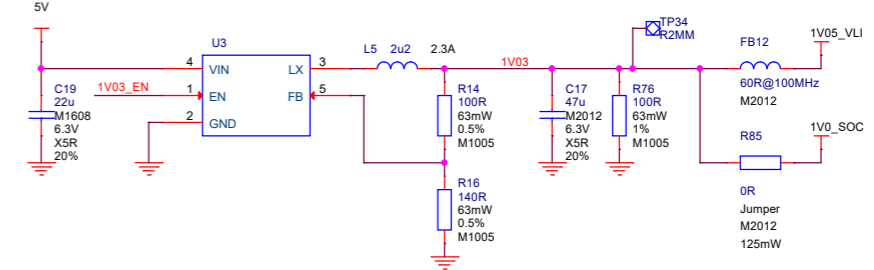 5V
U3
4
VIN
LX
3
L5
2u2
2.3A
1V03
TP34
R2MM
FB12
1V05_VLI
60R@100MHz
M2012
C19
22u
M1608
6.3V
X5R
20%
1V03_EN
1
EN
FB
5
2
GND
R14
100R
63mW
0.5%
M1005
C17
47u
M2012
6.3V
X5R
20%
R76
100R
63mW
1%
M1005
R85
1V0_SOC
0R
Jumper
M2012
125mW
R16
140R
63mW
0.5%
M1005